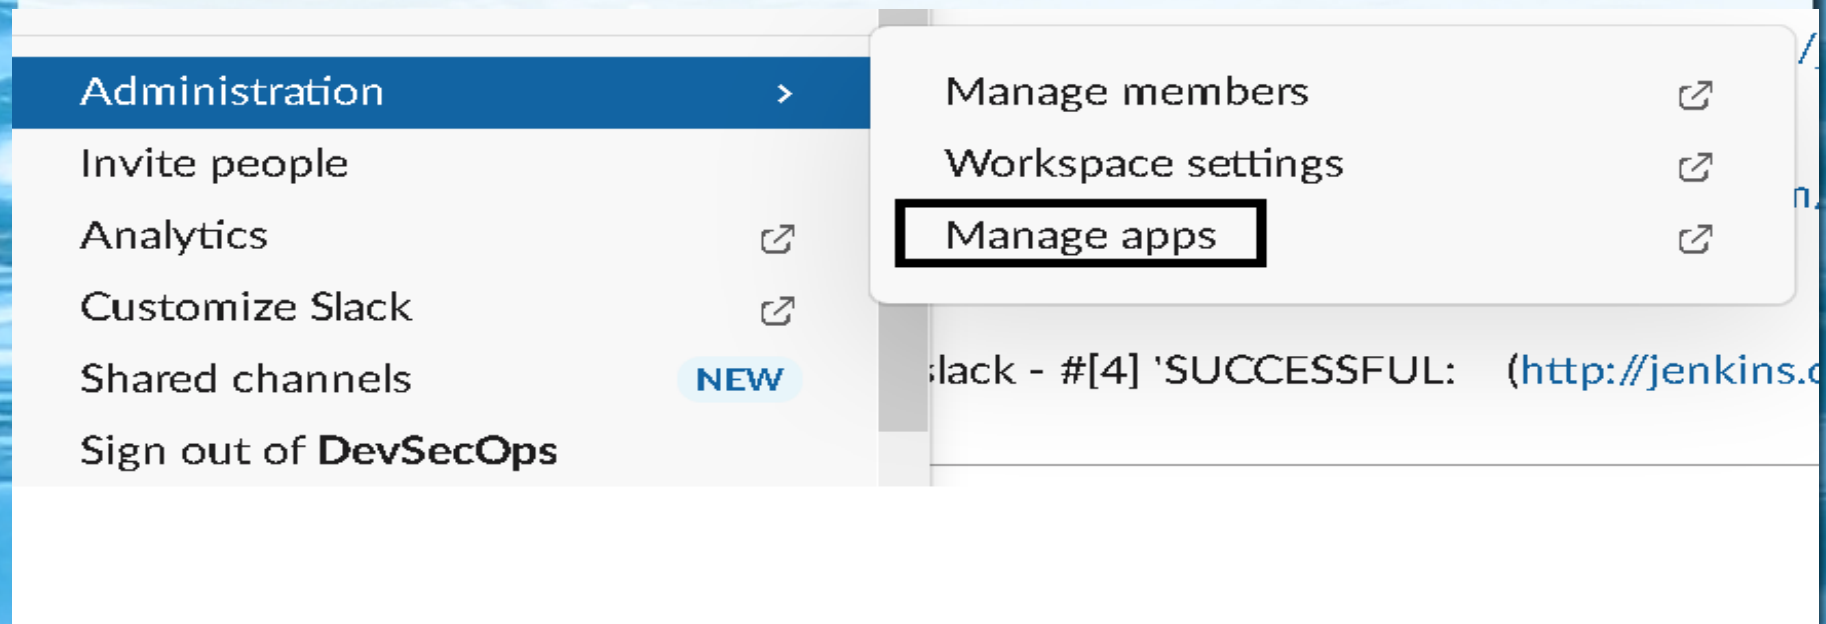 Administration
Invite people
Analytics
Customize Slack
Shared channels NEW
Sign out of DevSecOps
Manage members
Workspace settings
Manage apps
slack - #[4] 'SUCCESSFUL: (http://jenkins.